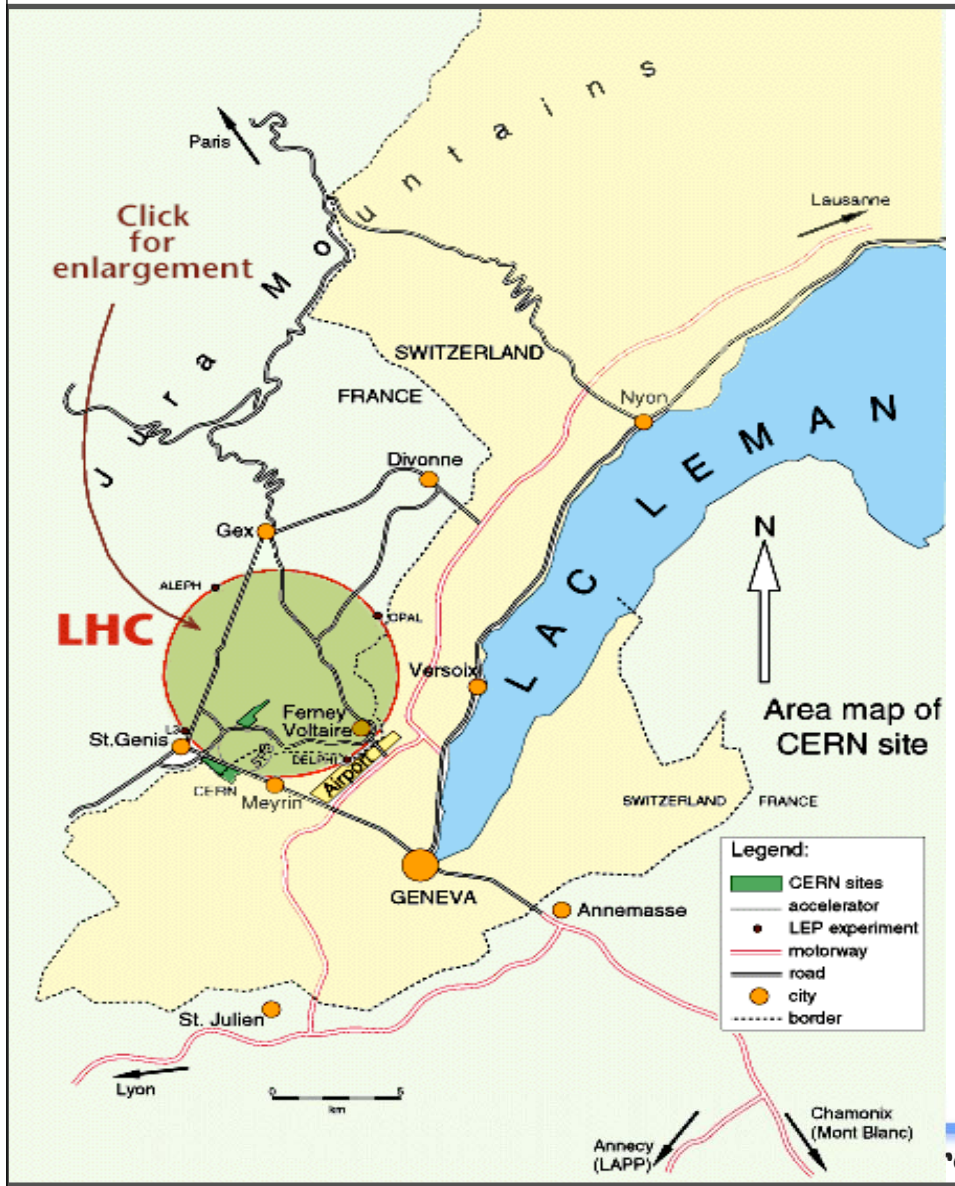 Jura Mountains
Paris
Lausanne
Click
for
enlargement
SWITZERLAND
FRANCE
Nyon
Divonne
Gex
LAC LEMAN
N
ALEPH
OPAL
LHC
Versoix
Area map of
CERN site
Ferney
Voltaire
L3
St.Genis
SPS
DELPHI
Airport
CERN
Meyrin
SWITZERLAND
FRANCE
GENEVA
Annemasse
Legend:
CERN sites
accelerator
LEP experiment
motorway
road
city
border
St. Julien
Lyon
0
5
km
Chamonix
(Mont Blanc)
Annecy
(LAPP)